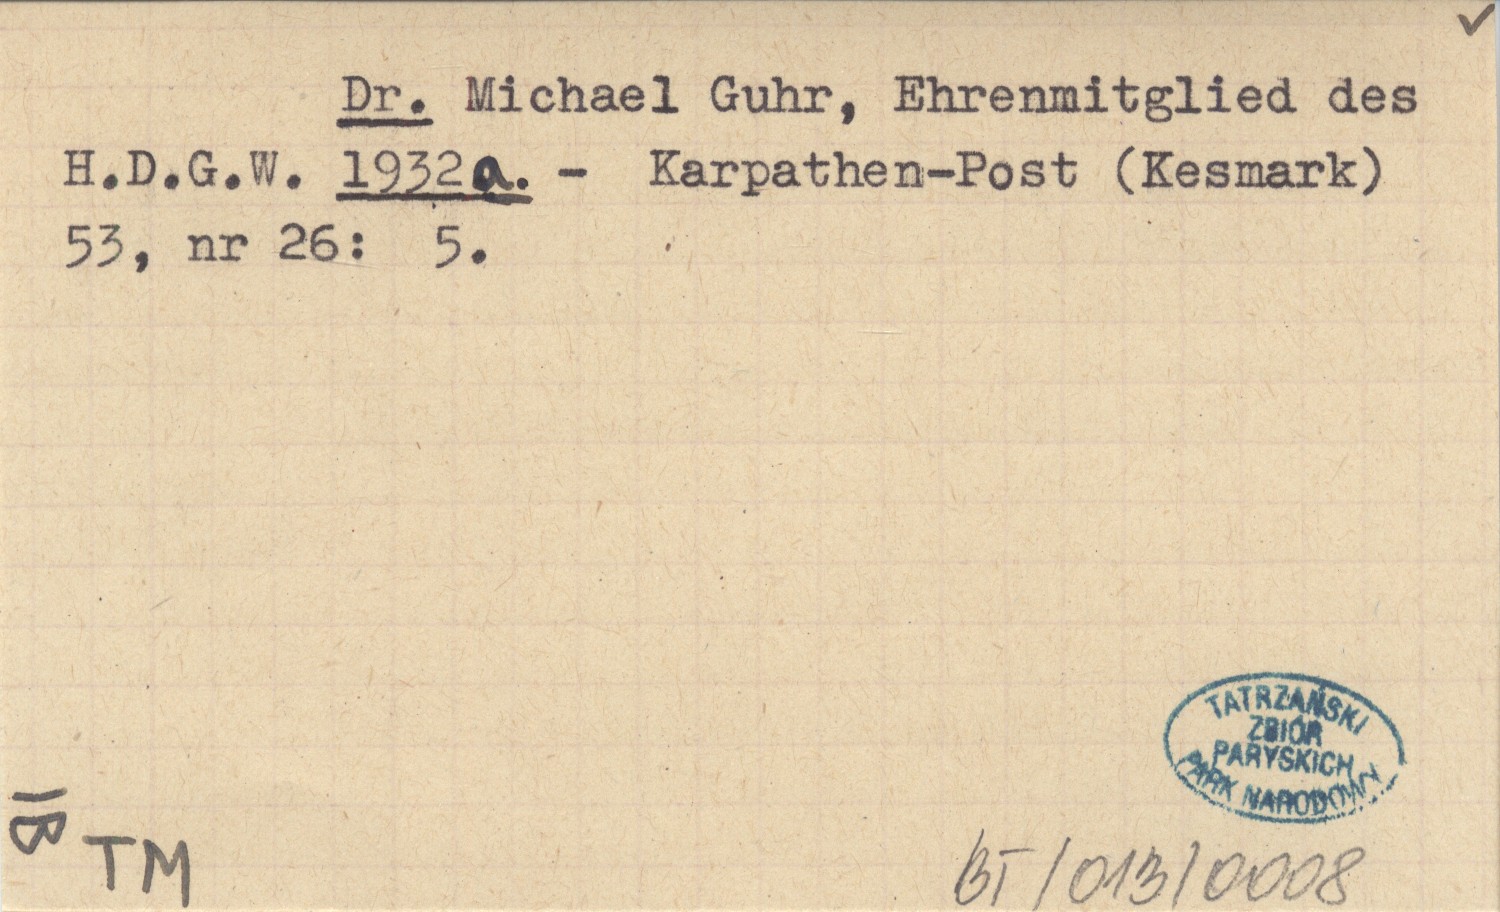 ✓
Dr. Michael Guhr, Ehrenmitglied des
H.D.G.W. 1932a. - Karpathen-Post (Kesmark)
53, nr 26: 5.
TATRZAŃSKI
ZBIÓR
PARYSKICH
PARK NARODOWY
IB
TM
BT/013/0008